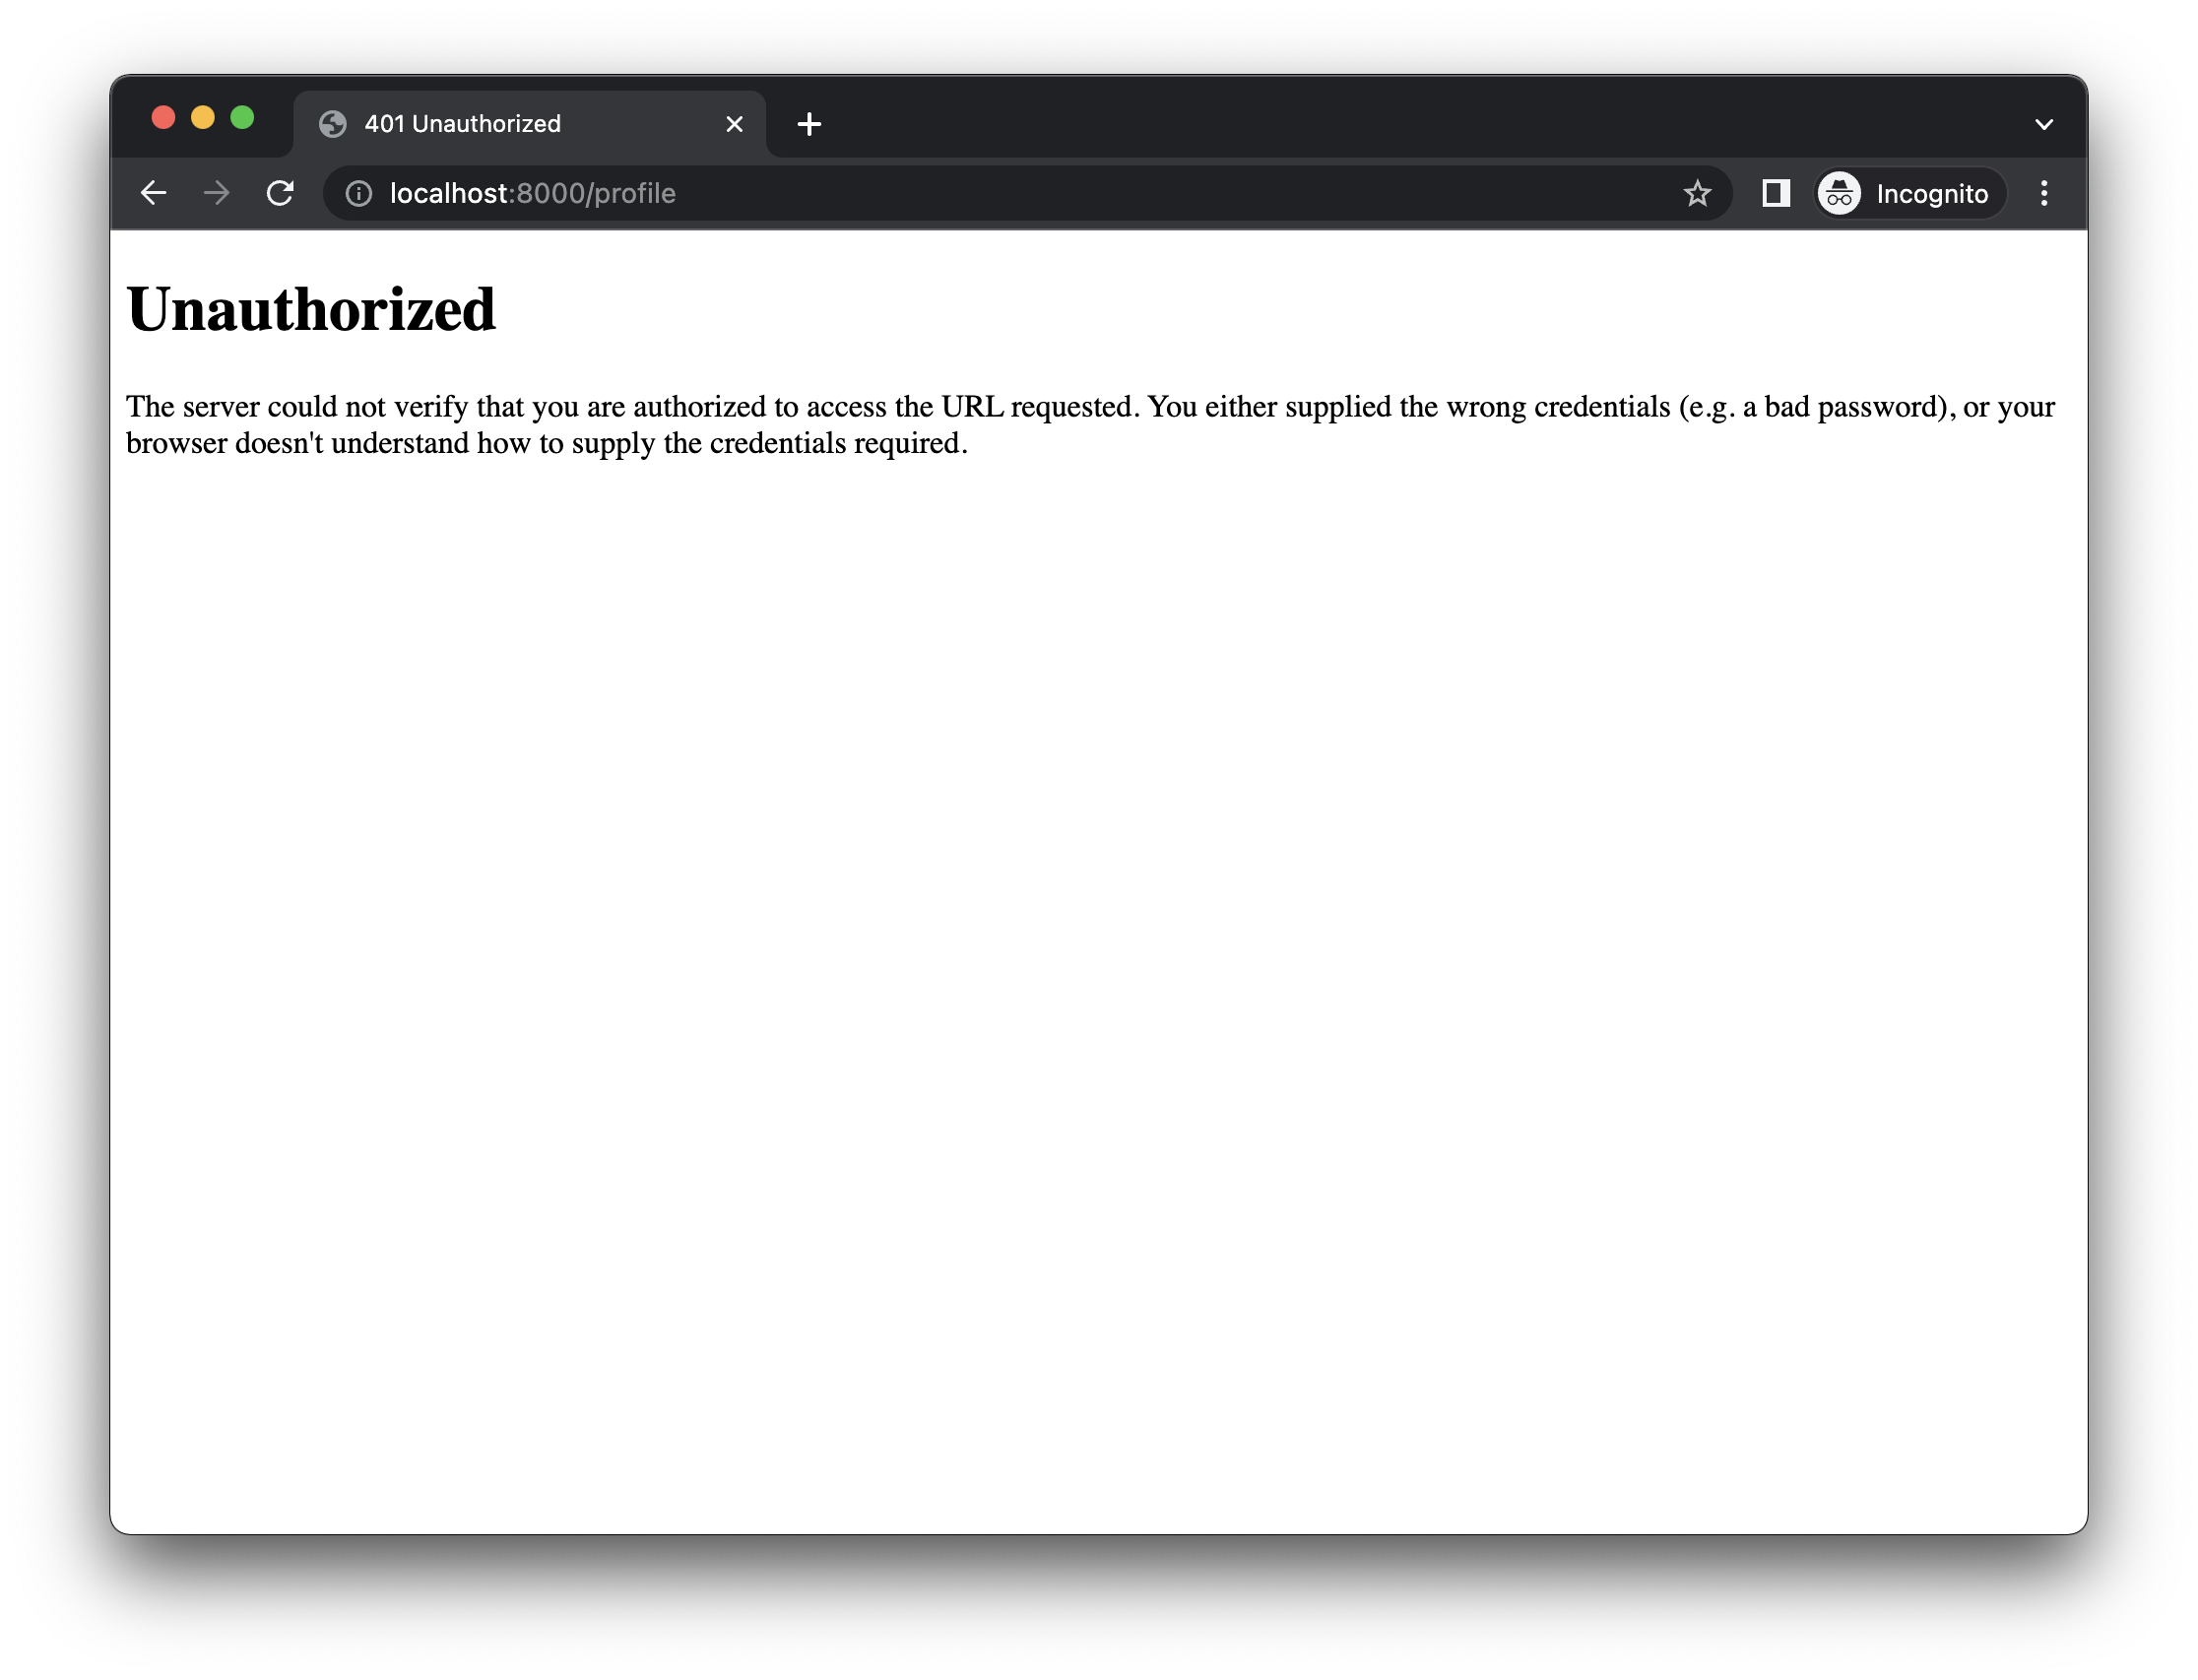 401 Unauthorized
localhost:8000/profile
Incognito
Unauthorized
The server could not verify that you are authorized to access the URL requested. You either supplied the wrong credentials (e.g. a bad password), or your
browser doesn't understand how to supply the credentials required.